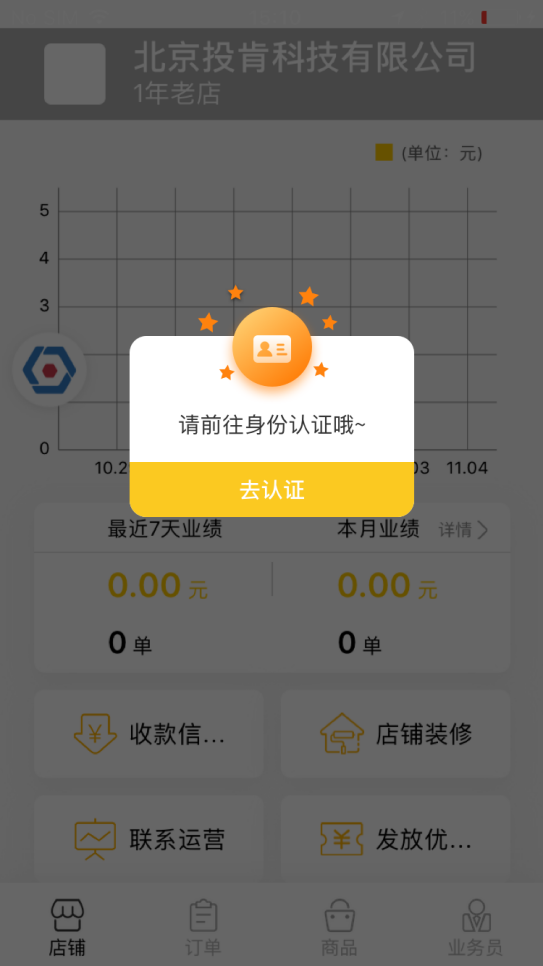 北京投肯科技有限公司
1年老店
(单位：元)
5
4
3
请前往身份认证哦~
0
去认证
11.04
最近7天业绩
本月业绩 详情
0.00 元
0.00 元
0 单
0 单
收款信...
店铺装修
联系运营
发放优...
店铺
订单
商品
业务员